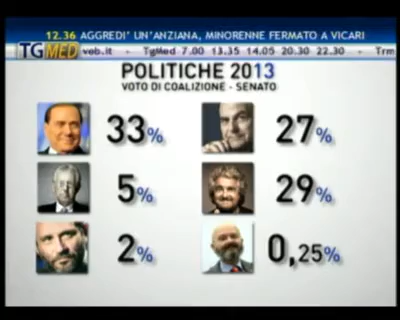 12.36 AGGREDI' UN'ANZIANA, MINORENNE FERMATO A VICARI
TGMED veb.it - TgMed 7.00 13.35 14.05 20.30 22.30 - Trm
POLITICHE 2013
VOTO DI COALIZIONE - SENATO
33% 27%
5% 29%
2% 0,25%